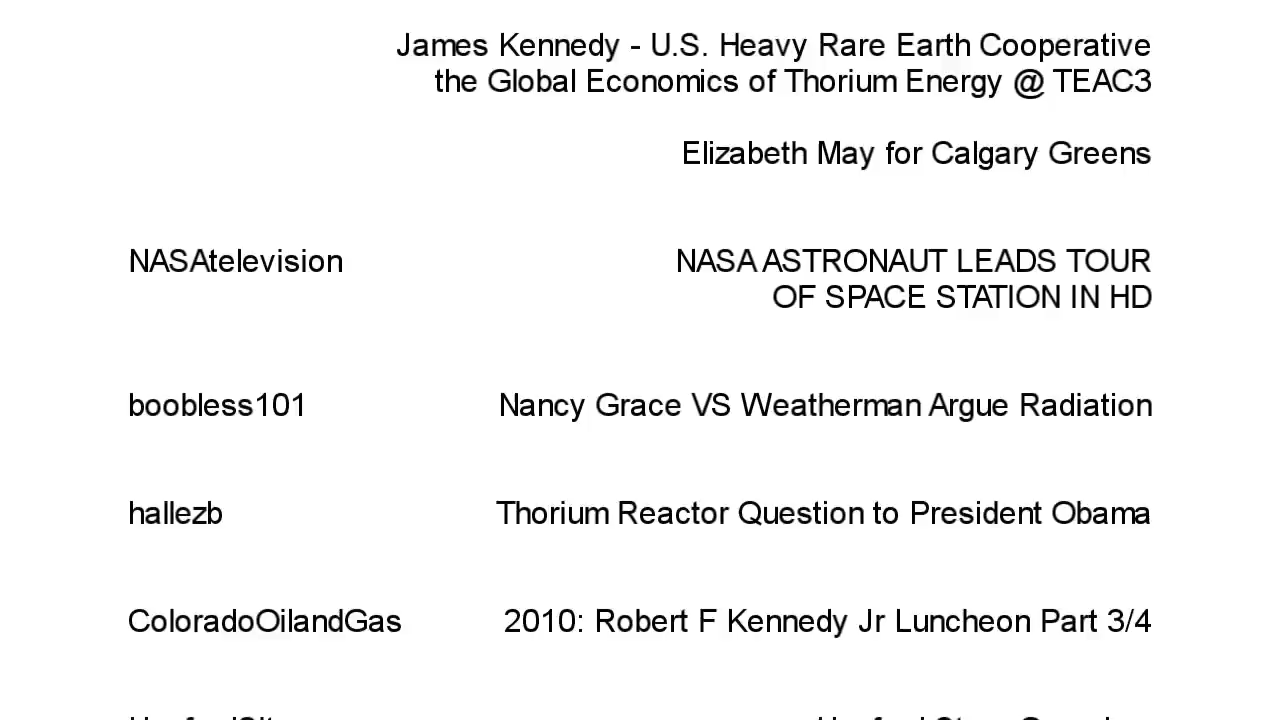 James Kennedy - U.S. Heavy Rare Earth Cooperative
the Global Economics of Thorium Energy @ TEAC3
Elizabeth May for Calgary Greens
NASAtelevision NASA ASTRONAUT LEADS TOUR
OF SPACE STATION IN HD
boobless101 Nancy Grace VS Weatherman Argue Radiation
hallezb Thorium Reactor Question to President Obama
ColoradoOilandGas 2010: Robert F Kennedy Jr Luncheon Part 3/4